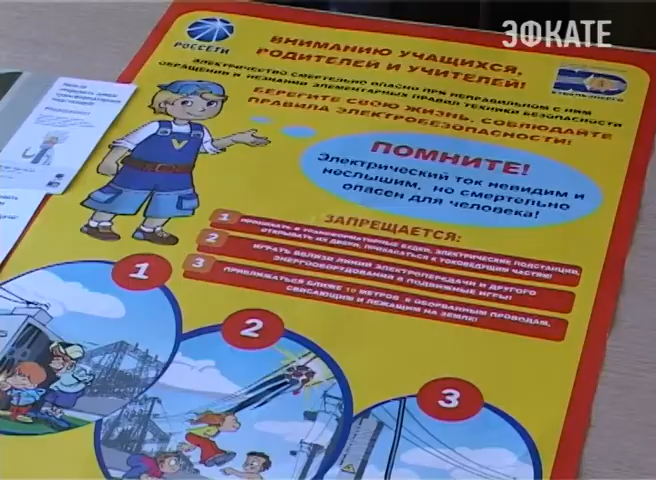 ЭФКАТЕ
РОССЕТИ
ВНИМАНИЮ УЧАЩИХСЯ,
РОДИТЕЛЕЙ И УЧИТЕЛЕЙ!
ЭЛЕКТРИЧЕСТВО СМЕРТЕЛЬНО ОПАСНО ПРИ НЕПРАВИЛЬНОМ С НИМ
ОБРАЩЕНИИ И НЕЗНАНИИ ЭЛЕМЕНТАРНЫХ ПРАВИЛ ТЕХНИКИ БЕЗОПАСНОСТИ
БЕРЕГИТЕ СВОЮ ЖИЗНЬ, СОБЛЮДАЙТЕ
ПРАВИЛА ЭЛЕКТРОБЕЗОПАСНОСТИ!
ПОМНИТЕ!
Электрический ток невидим и
неслышим, но смертельно
опасен для человека!
V
ЗАПРЕЩАЕТСЯ:
1 ПРОНИКАТЬ В ТРАНСФОРМАТОРНЫЕ БУДКИ, ЭЛЕКТРИЧЕСКИЕ ПОДСТАНЦИИ,
ОТКРЫВАТЬ ИХ ДВЕРИ, ПРИКАСАТЬСЯ К ТОКОВЕДУЩИМ ЧАСТЯМ!
2 ИГРАТЬ ВБЛИЗИ ЛИНИЙ ЭЛЕКТРОПЕРЕДАЧИ И ДРУГОГО
ЭНЕРГООБОРУДОВАНИЯ В ПОДВИЖНЫЕ ИГРЫ!
3 ПРИБЛИЖАТЬСЯ БЛИЖЕ 10 МЕТРОВ К ОБОРВАННЫМ ПРОВОДАМ,
СВИСАЮЩИМ И ЛЕЖАЩИМ НА ЗЕМЛЕ!
1
2
3